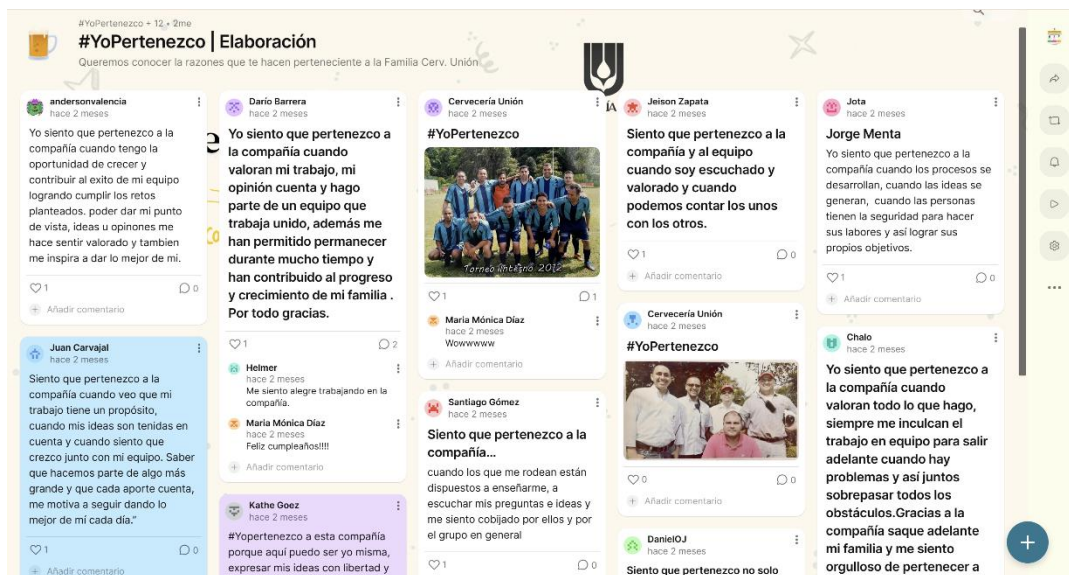 #YoPertenezco + 12 • 2me
#YoPertenezco | Elaboración
Queremos conocer la razones que te hacen perteneciente a la Familia Cerv. Unión
andersonvalencia
hace 2 meses
Yo siento que pertenezco a la
compañía cuando tengo la
oportunidad de crecer y
contribuir al exito de mi equipo
logrando cumplir los retos
planteados. poder dar mi punto
de vista, ideas u opinones me
hace sentir valorado y tambien
me inspira a dar lo mejor de mi.
1
0
Añadir comentario
Juan Carvajal
hace 2 meses
Siento que pertenezco a la
compañía cuando veo que mi
trabajo tiene un propósito,
cuando mis ideas son tenidas en
cuenta y cuando siento que
crezco junto con mi equipo. Saber
que hacemos parte de algo más
grande y que cada aporte cuenta,
me motiva a seguir dando lo
mejor de mí cada día.”
1
0
Añadir comentario
Darío Barrera
hace 2 meses
Yo siento que pertenezco a
la compañía cuando
valoran mi trabajo, mi
opinión cuenta y hago
parte de un equipo que
trabaja unido, además me
han permitido permanecer
durante mucho tiempo y
han contribuido al progreso
y crecimiento de mi familia .
Por todo gracias.
1
2
Helmer
hace 2 meses
Me siento alegre trabajando en la
compañía.
Maria Mónica Díaz
hace 2 meses
Feliz cumpleaños!!!!
Añadir comentario
Kathe Goez
hace 2 meses
#Yopertenezco a esta compañía
porque aquí puedo ser yo misma,
expresar mis ideas con libertad y
Cervecería Unión
hace 2 meses
#YoPertenezco
Torneo Integno 2012
1
1
Maria Mónica Díaz
hace 2 meses
Wowwwww
Añadir comentario
Santiago Gómez
hace 2 meses
Siento que pertenezco a la
compañía...
cuando los que me rodean están
dispuestos a enseñarme, a
escuchar mis preguntas e ideas y
me siento cobijado por ellos y por
el grupo en general
1
0
ÍA
Jeison Zapata
hace 2 meses
Siento que pertenezco a la
compañía y al equipo
cuando soy escuchado y
valorado y cuando
podemos contar los unos
con los otros.
1
0
Añadir comentario
Cervecería Unión
hace 2 meses
#YoPertenezco
0
0
Añadir comentario
DanielOJ
hace 2 meses
Siento que pertenezco no solo
Jota
hace 2 meses
Jorge Menta
Yo siento que pertenezco a la
compañía cuando los procesos se
desarrollan, cuando las ideas se
generan, cuando las personas
tienen la seguridad para hacer
sus labores y así lograr sus
propios objetivos.
1
0
Añadir comentario
Chalo
hace 2 meses
Yo siento que pertenezco a
la compañía cuando
valoran todo lo que hago,
siempre me inculcan el
trabajo en equipo para salir
adelante cuando hay
problemas y así juntos
sobrepasar todos los
obstáculos.Gracias a la
compañía saque adelante
mi familia y me siento
orgulloso de pertenecer a